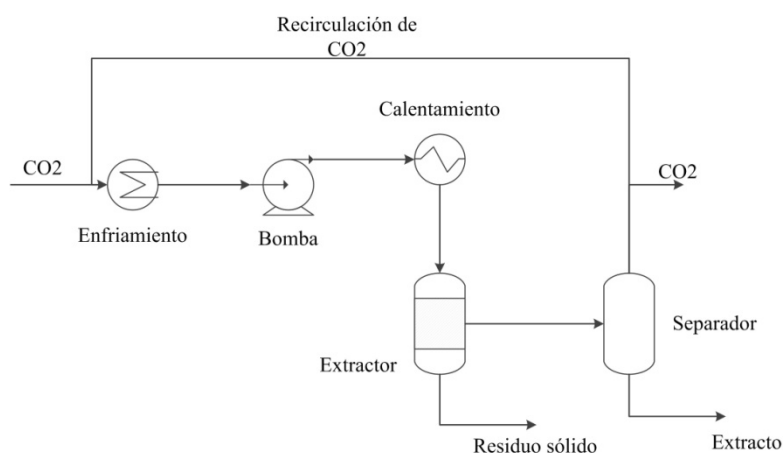 Recirculación de
CO2
Calentamiento
CO2
CO2
Enfriamiento
Bomba
Separador
Extractor
Residuo sólido
Extracto